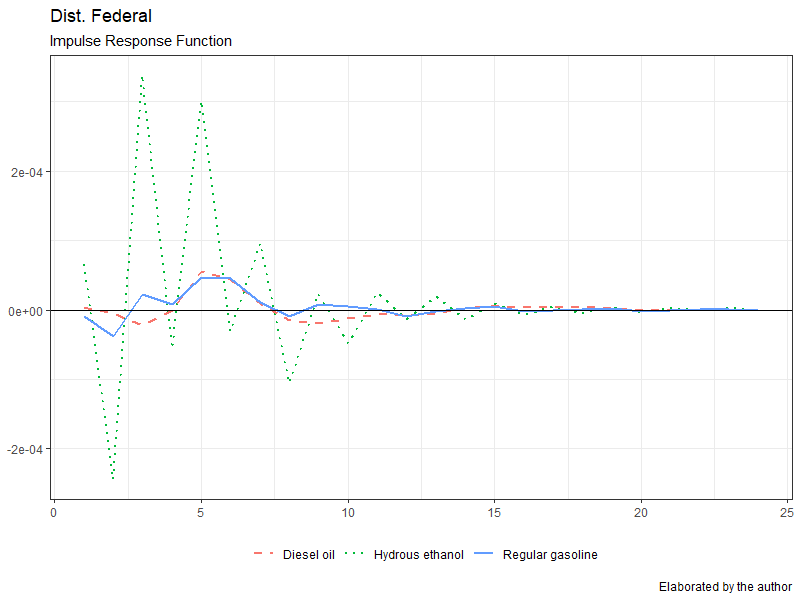 Dist. Federal
Impulse Response Function
2e-04
0e+00
-2e-04
0 5 10 15 20 25
Diesel oil Hydrous ethanol Regular gasoline
Elaborated by the author